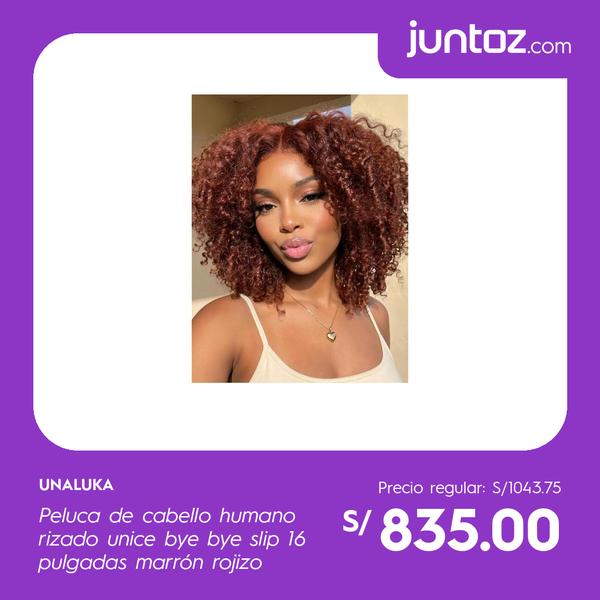 juntoz.com
UNALUKA
Peluca de cabello humano
rizado unice bye bye slip 16
pulgadas marrón rojizo
Precio regular: S/1043.75
S/ 835.00